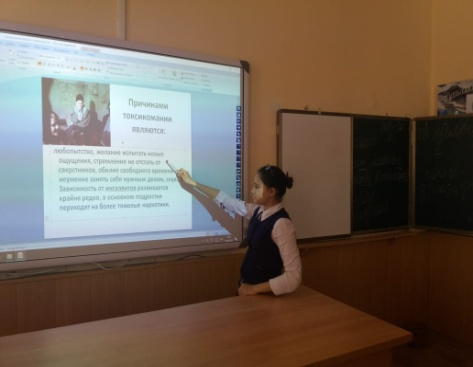 Причинами
токсикомании
являются:
любопытство, желание испытать новые
ощущения, стремление не отстать от
сверстников, обилие свободного времени,
неумение занять себя нужным делом,
Зависимость от ингалянтов развивается
крайне редко, в основном подростки
переходят на более тяжелые наркотики.